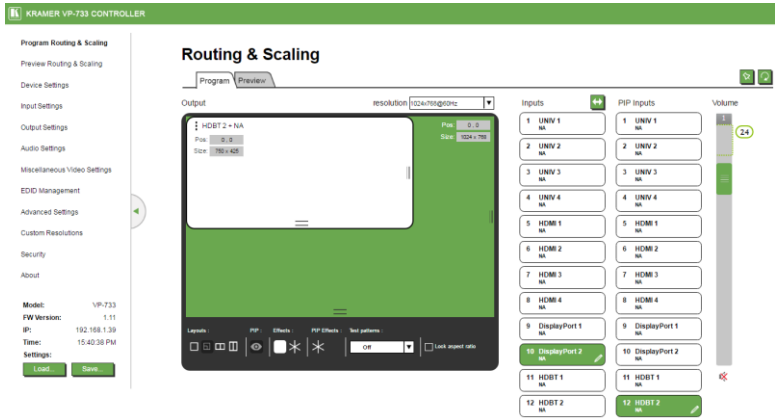 KRAMER VP-733 CONTROLLER
Program Routing & Scaling
Preview Routing & Scaling
Device Settings
Input Settings
Output Settings
Audio Settings
Miscellaneous Video Settings
EDID Management
Advanced Settings
Custom Resolutions
Security
About
Model: VP-733
FW Version: 1.11
IP: 192.168.1.39
Time: 15:40:38 PM
Settings:
Load... Save...
Routing & Scaling
Program Preview
Output resolution 1024x768@60Hz
HDBT 2 - NA
Pos: 0 , 0
Size: 760 x 426
Pos: 0 , 0
Size: 1024 x 768
Layouts : PIP : Effects : PIP Effects : Test patterns :
Off Lock aspect ratio
Inputs
1 UNIV 1
NA
2 UNIV 2
NA
3 UNIV 3
NA
4 UNIV 4
NA
5 HDMI 1
NA
6 HDMI 2
NA
7 HDMI 3
NA
8 HDMI 4
NA
9 DisplayPort 1
NA
10 DisplayPort 2
NA
11 HDBT 1
NA
12 HDBT 2
NA
PIP Inputs
1 UNIV 1
NA
2 UNIV 2
NA
3 UNIV 3
NA
4 UNIV 4
NA
5 HDMI 1
NA
6 HDMI 2
NA
7 HDMI 3
NA
8 HDMI 4
NA
9 DisplayPort 1
NA
10 DisplayPort 2
NA
11 HDBT 1
NA
12 HDBT 2
NA
Volume
1
24